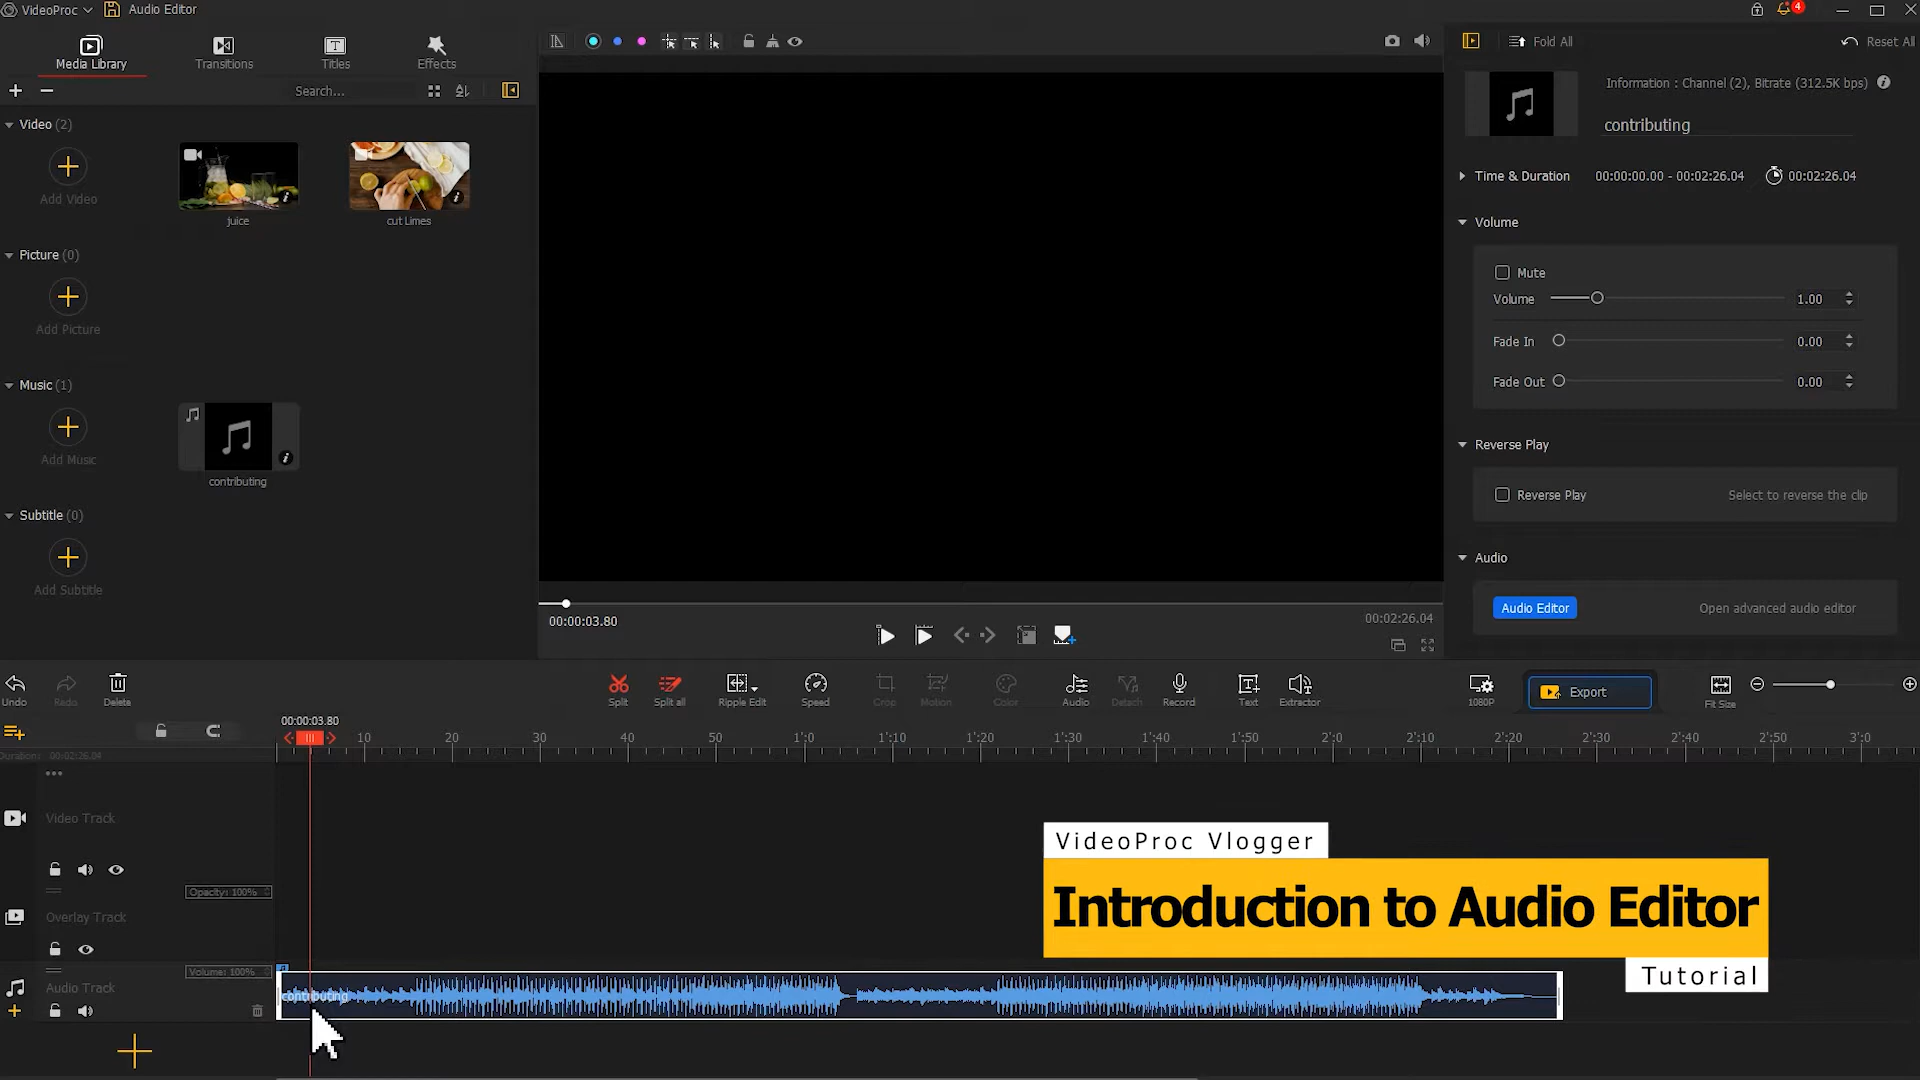 VideoProc
Audio Editor
4
Media Library
Transitions
Titles
Effects
Search...
Video (2)
Add Video
juice
cut Limes
Picture (0)
Add Picture
Music (1)
Add Music
contributing
Subtitle (0)
Add Subtitle
00:00:03.80
00:02:26.04
Fold All
Reset All
Information : Channel (2), Bitrate (312.5K bps)
contributing
Time & Duration
00:00:00.00 - 00:02:26.04
00:02:26.04
Volume
Mute
Volume
1.00
Fade In
0.00
Fade Out
0.00
Reverse Play
Reverse Play
Select to reverse the clip
Audio
Audio Editor
Open advanced audio editor
Undo
Redo
Delete
Split
Split all
Ripple Edit
Speed
Crop
Motion
Color
Audio
Detach
Record
Text
Extractor
1080P
Export
Fit Size
00:00:03.80
10 20 30 40 50 1'0 1'10 1'20 1'30 1'40 1'50 2'0 2'10 2'20 2'30 2'40 2'50 3'0
Duration: 00:02:26.04
Video Track
Opacity: 100%
Overlay Track
Volume: 100%
Audio Track
contributing
VideoProc Vlogger
Introduction to Audio Editor
Tutorial